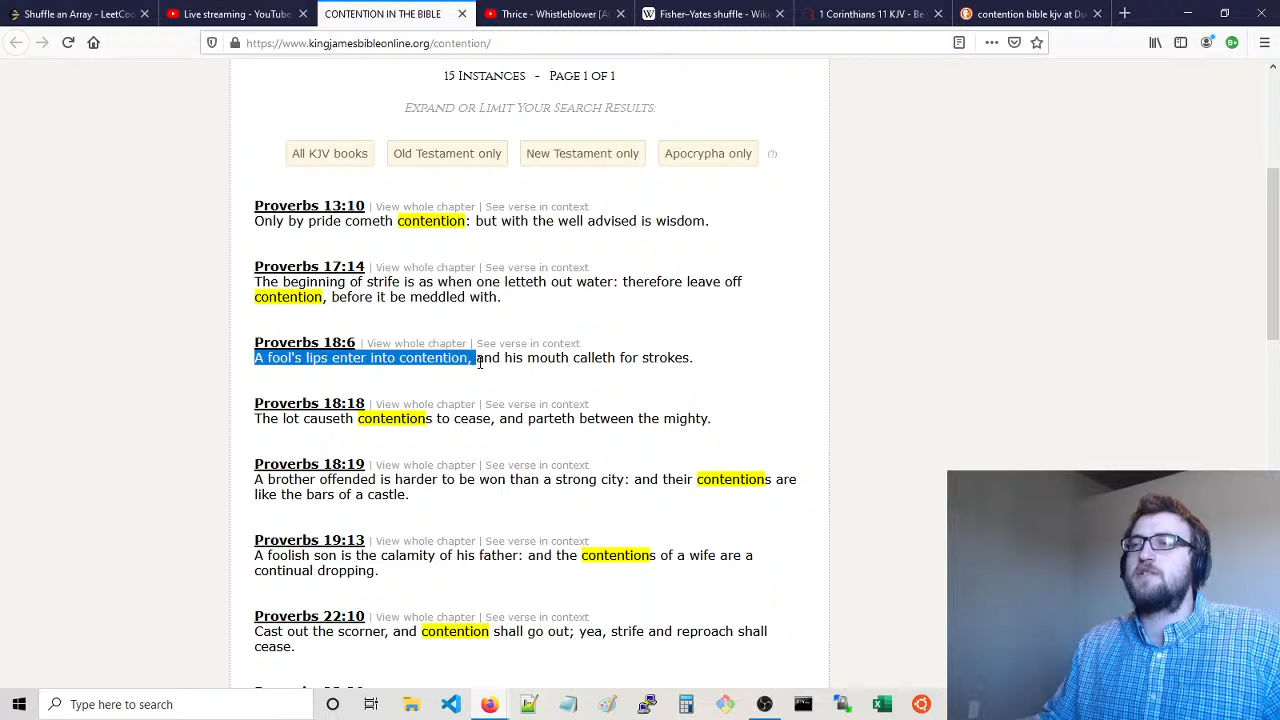 Shuffle an Array - LeetCo
Live streaming - YouTube
CONTENTION IN THE BIBLE
Thrice - Whistleblower [A
Fisher–Yates shuffle - Wik
1 Corinthians 11 KJV - Be
contention bible kjv at Du
https://www.kingjamesbibleonline.org/contention/
15 Instances - Page 1 of 1
Expand or Limit Your Search Results:
All KJV books
Old Testament only
New Testament only
Apocrypha only
(?)
Proverbs 13:10 | View whole chapter | See verse in context
Only by pride cometh contention: but with the well advised is wisdom.
Proverbs 17:14 | View whole chapter | See verse in context
The beginning of strife is as when one letteth out water: therefore leave off
contention, before it be meddled with.
Proverbs 18:6 | View whole chapter | See verse in context
A fool's lips enter into contention, and his mouth calleth for strokes.
Proverbs 18:18 | View whole chapter | See verse in context
The lot causeth contentions to cease, and parteth between the mighty.
Proverbs 18:19 | View whole chapter | See verse in context
A brother offended is harder to be won than a strong city: and their contentions are
like the bars of a castle.
Proverbs 19:13 | View whole chapter | See verse in context
A foolish son is the calamity of his father: and the contentions of a wife are a
continual dropping.
Proverbs 22:10 | View whole chapter | See verse in context
Cast out the scorner, and contention shall go out; yea, strife and reproach shall
cease.
Type here to search